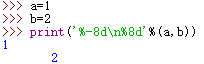 >>> a=1
>>> b=2
>>> print('%-8d\n%8d'%(a,b))
1
       2